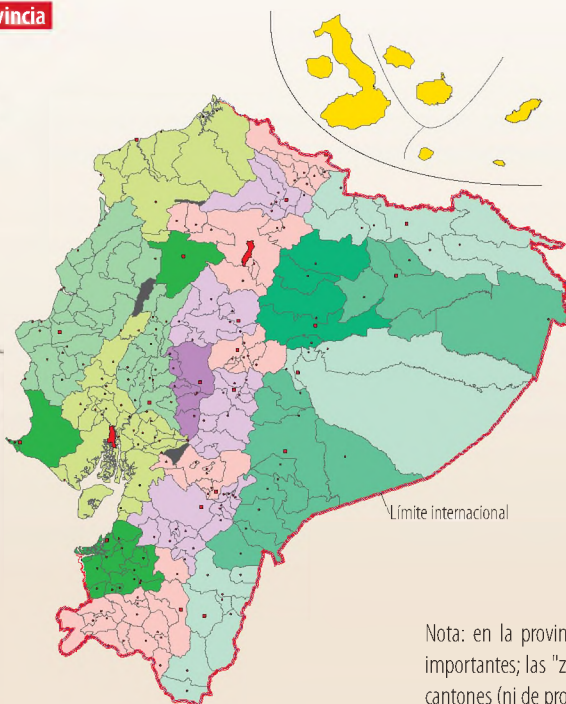 vincia
Límite internacional
Nota: en la provin
importantes; las "z
cantones (ni de pro